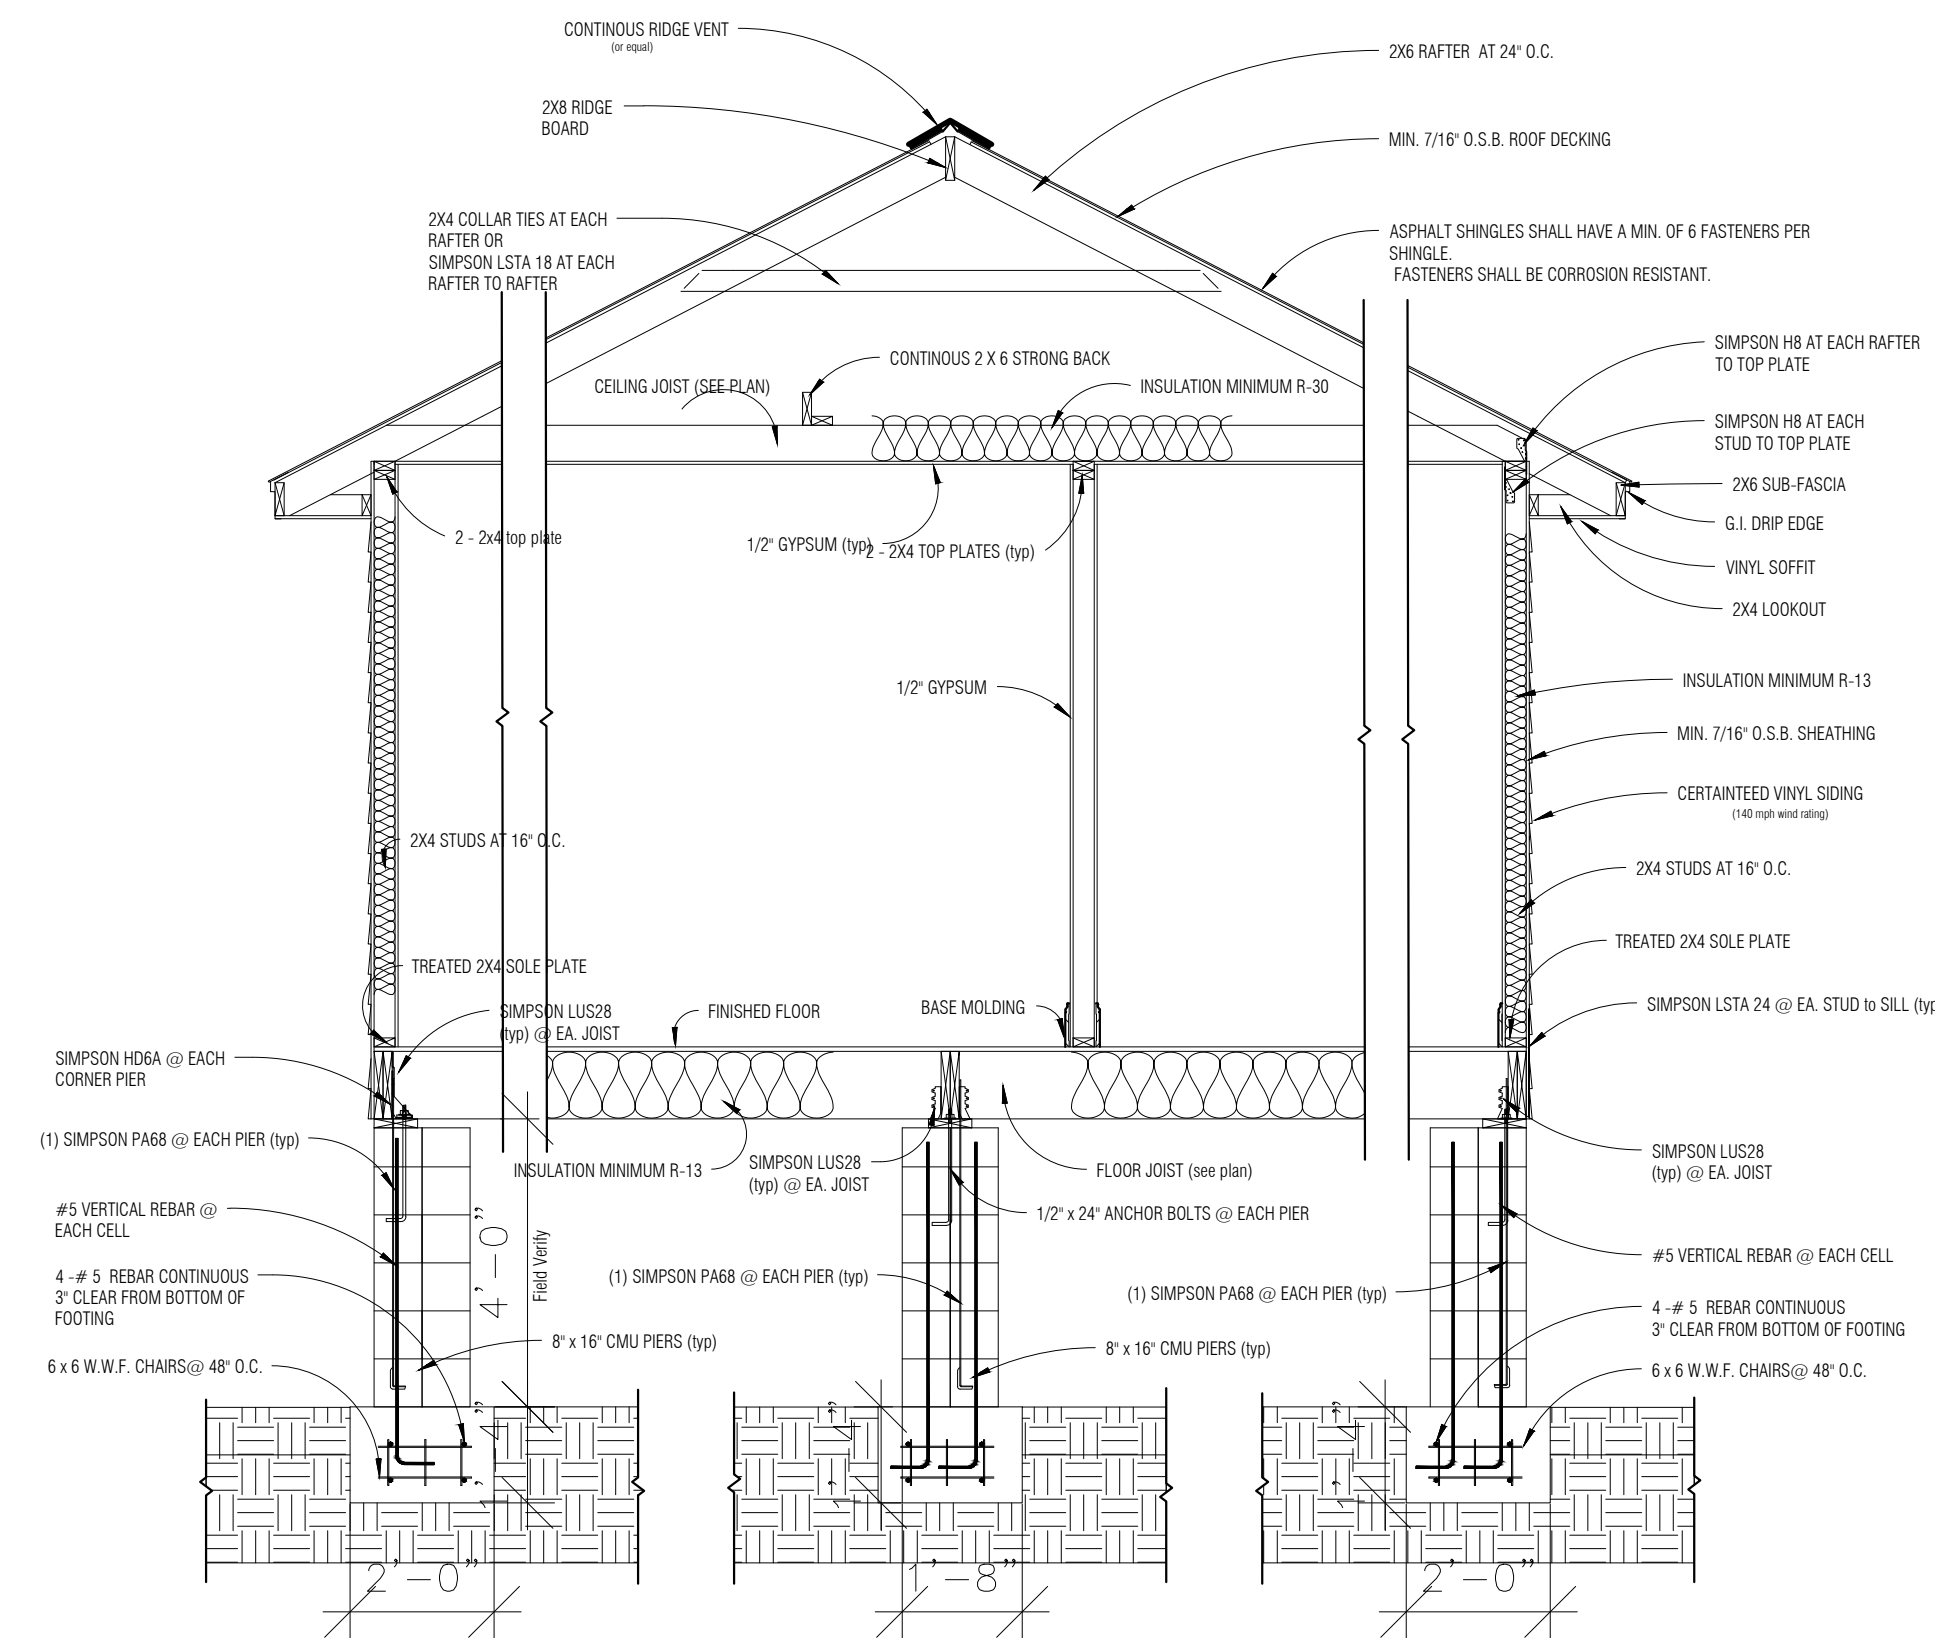 CONTINOUS RIDGE VENT
(or equal)
2X6 RAFTER AT 24" O.C.
2X8 RIDGE
BOARD
MIN. 7/16" O.S.B. ROOF DECKING
2X4 COLLAR TIES AT EACH
RAFTER OR
SIMPSON LSTA 18 AT EACH
RAFTER TO RAFTER
ASPHALT SHINGLES SHALL HAVE A MIN. OF 6 FASTENERS PER
SHINGLE.
FASTENERS SHALL BE CORROSION RESISTANT.
SIMPSON H8 AT EACH RAFTER
TO TOP PLATE
CONTINOUS 2 X 6 STRONG BACK
CEILING JOIST (SEE PLAN)
INSULATION MINIMUM R-30
SIMPSON H8 AT EACH
STUD TO TOP PLATE
2X6 SUB-FASCIA
G.I. DRIP EDGE
2 - 2x4 top plate
1/2" GYPSUM (typ)
2 - 2X4 TOP PLATES (typ)
VINYL SOFFIT
2X4 LOOKOUT
1/2" GYPSUM
INSULATION MINIMUM R-13
MIN. 7/16" O.S.B. SHEATHING
CERTAINTEED VINYL SIDING
(140 mph wind rating)
2X4 STUDS AT 16" O.C.
2X4 STUDS AT 16" O.C.
TREATED 2X4 SOLE PLATE
TREATED 2X4 SOLE PLATE
SIMPSON LUS28
(typ) @ EA. JOIST
FINISHED FLOOR
BASE MOLDING
SIMPSON LSTA 24 @ EA. STUD to SILL (typ
SIMPSON HD6A @ EACH
CORNER PIER
(1) SIMPSON PA68 @ EACH PIER (typ)
INSULATION MINIMUM R-13
SIMPSON LUS28
(typ) @ EA. JOIST
FLOOR JOIST (see plan)
SIMPSON LUS28
(typ) @ EA. JOIST
#5 VERTICAL REBAR @
EACH CELL
4'-0"
Field Verify
1/2" x 24" ANCHOR BOLTS @ EACH PIER
#5 VERTICAL REBAR @ EACH CELL
4 -# 5 REBAR CONTINUOUS
3" CLEAR FROM BOTTOM OF
FOOTING
(1) SIMPSON PA68 @ EACH PIER (typ)
(1) SIMPSON PA68 @ EACH PIER (typ)
4 -# 5 REBAR CONTINUOUS
3" CLEAR FROM BOTTOM OF FOOTING
8" x 16" CMU PIERS (typ)
8" x 16" CMU PIERS (typ)
6 x 6 W.W.F. CHAIRS@ 48" O.C.
6 x 6 W.W.F. CHAIRS@ 48" O.C.
2'-0"
1'-8"
2'-0"